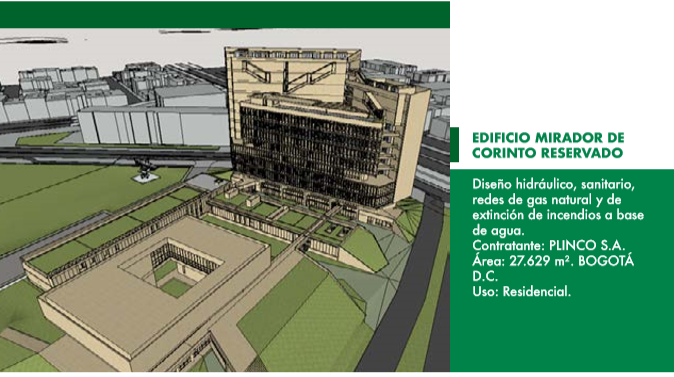 EDIFICIO MIRADOR DE
CORINTO RESERVADO
Diseño hidráulico, sanitario,
redes de gas natural y de
extinción de incendios a base
de agua.
Contratante: PLINCO S.A.
Área: 27.629 m². BOGOTÁ
D.C.
Uso: Residencial.